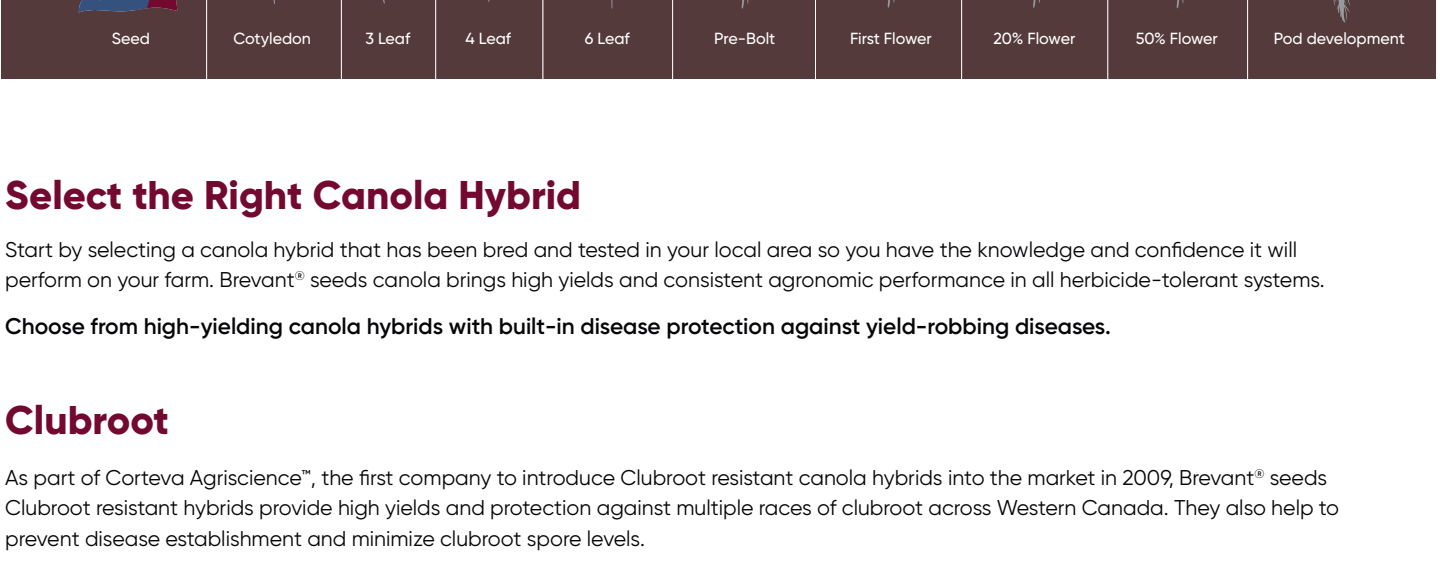 Seed Cotyledon 3 Leaf 4 Leaf 6 Leaf Pre-Bolt First Flower 20% Flower 50% Flower Pod development
Select the Right Canola Hybrid
Start by selecting a canola hybrid that has been bred and tested in your local area so you have the knowledge and confidence it will
perform on your farm. Brevant® seeds canola brings high yields and consistent agronomic performance in all herbicide-tolerant systems.
Choose from high-yielding canola hybrids with built-in disease protection against yield-robbing diseases.
Clubroot
As part of Corteva Agriscience™, the first company to introduce Clubroot resistant canola hybrids into the market in 2009, Brevant® seeds
Clubroot resistant hybrids provide high yields and protection against multiple races of clubroot across Western Canada. They also help to
prevent disease establishment and minimize clubroot spore levels.